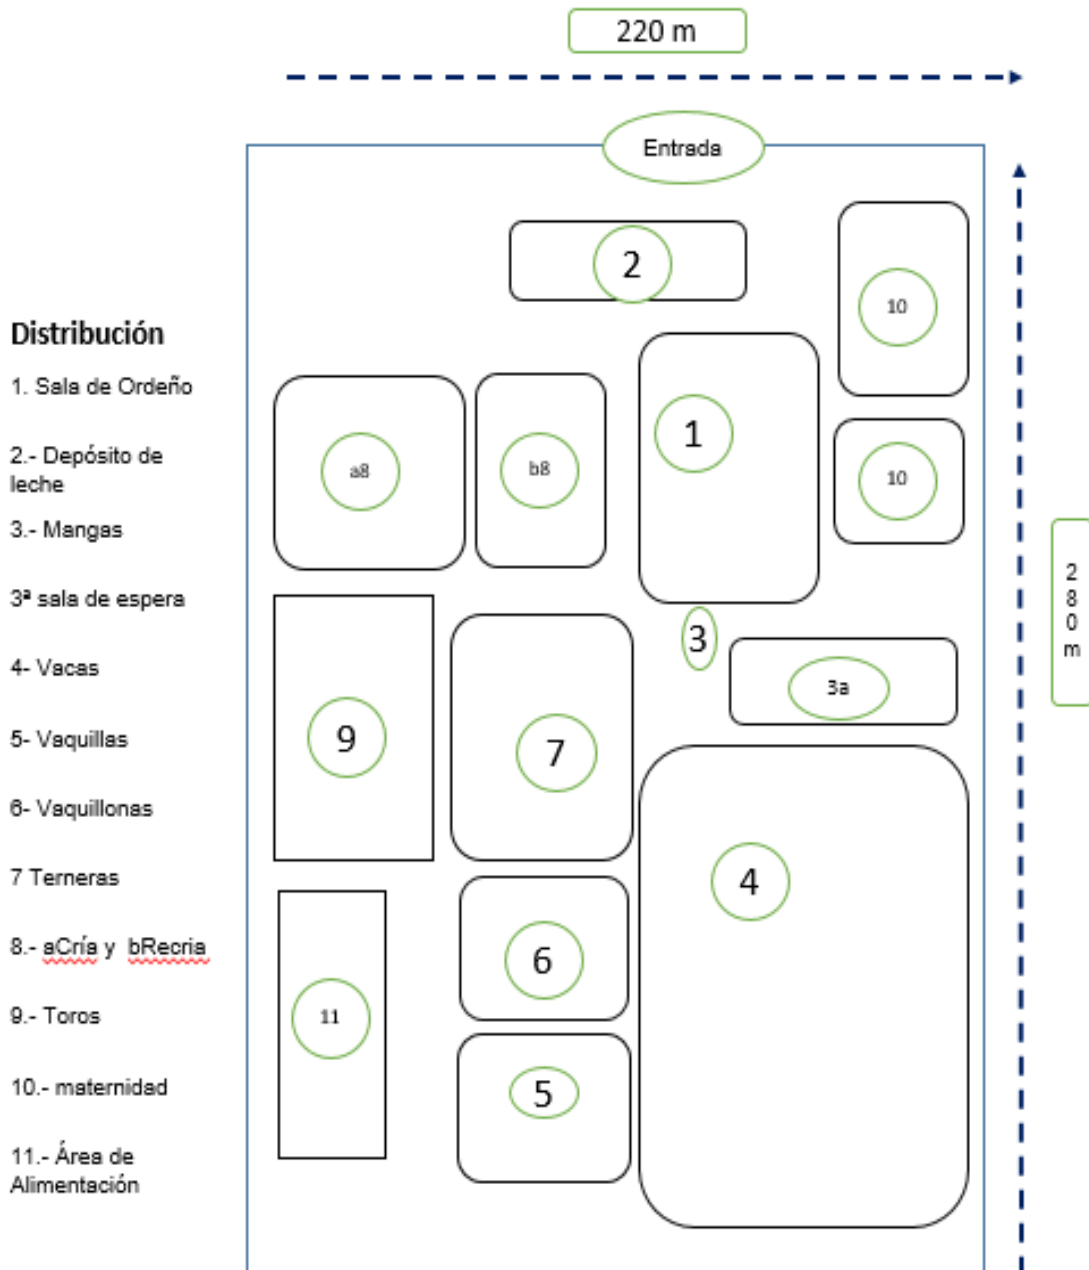 220 m
Entrada
2
10
Distribución
1. Sala de Ordeño
2.- Depósito de
leche
3.- Mangas
3ª sala de espera
4- Vacas
5- Vaquillas
6- Vaquillonas
7 Terneras
8.- aCría y bRecria
9.- Toros
10.- maternidad
11.- Área de
Alimentación
a8
b8
1
10
3
3a
9
7
4
6
11
5
2
8
0
m